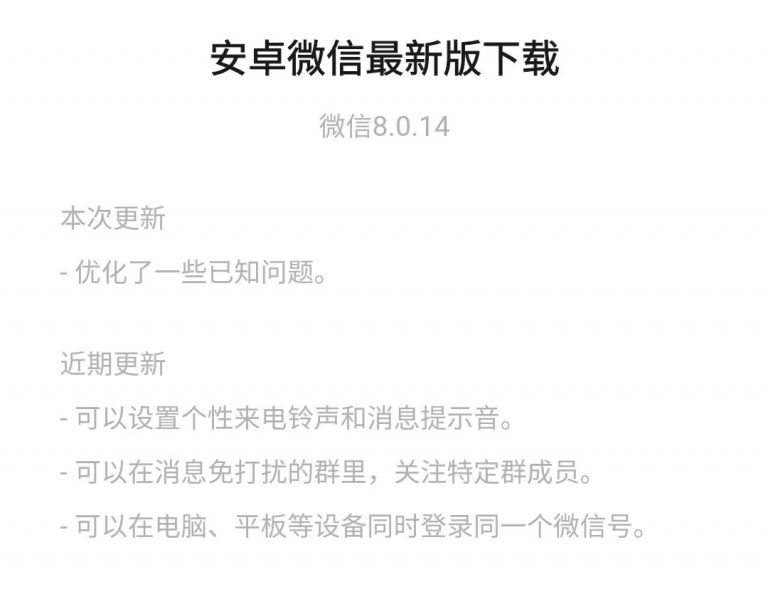 安卓微信最新版下载
微信8.0.14
本次更新
- 优化了一些已知问题。
近期更新
- 可以设置个性来电铃声和消息提示音。
- 可以在消息免打扰的群里，关注特定群成员。
- 可以在电脑、平板等设备同时登录同一个微信号。